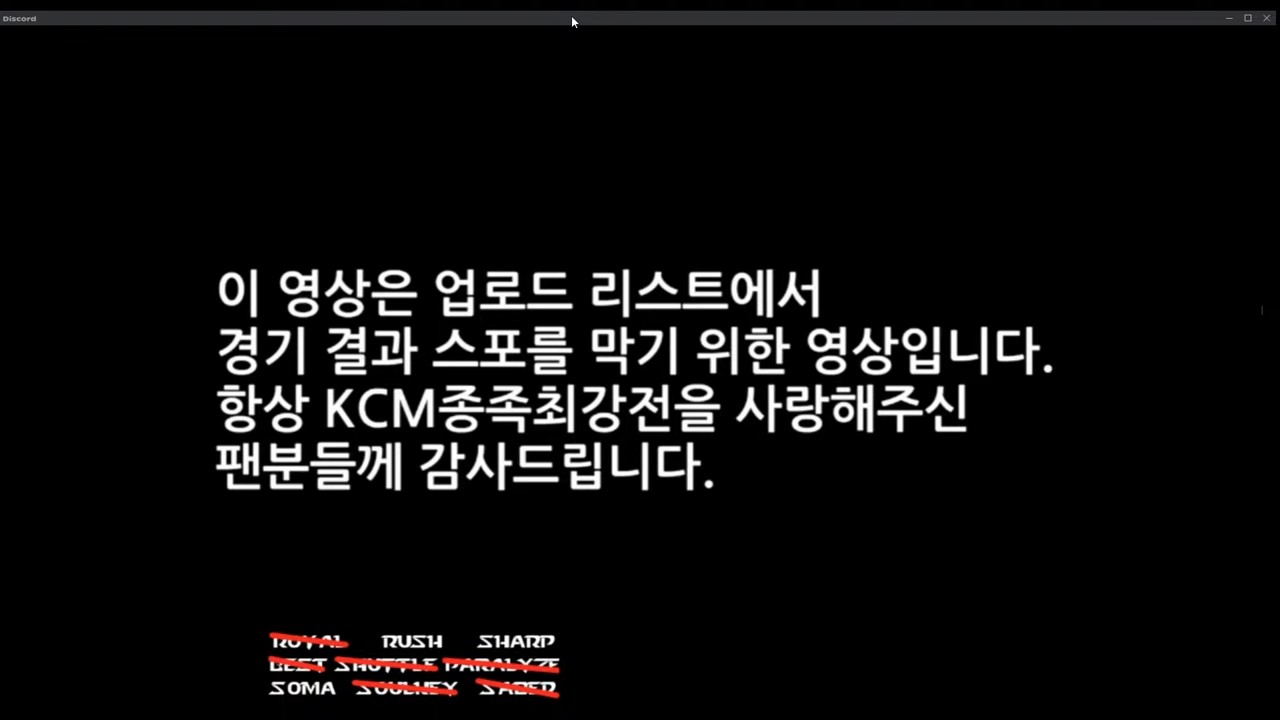 Discord
이 영상은 업로드 리스트에서
경기 결과 스포를 막기 위한 영상입니다.
항상 KCM종족최강전을 사랑해주신
팬분들께 감사드립니다.
ROYAL RUSH SHARP
BEST SHUTTLE PARALYZE
SOMA SOULKEY SABER